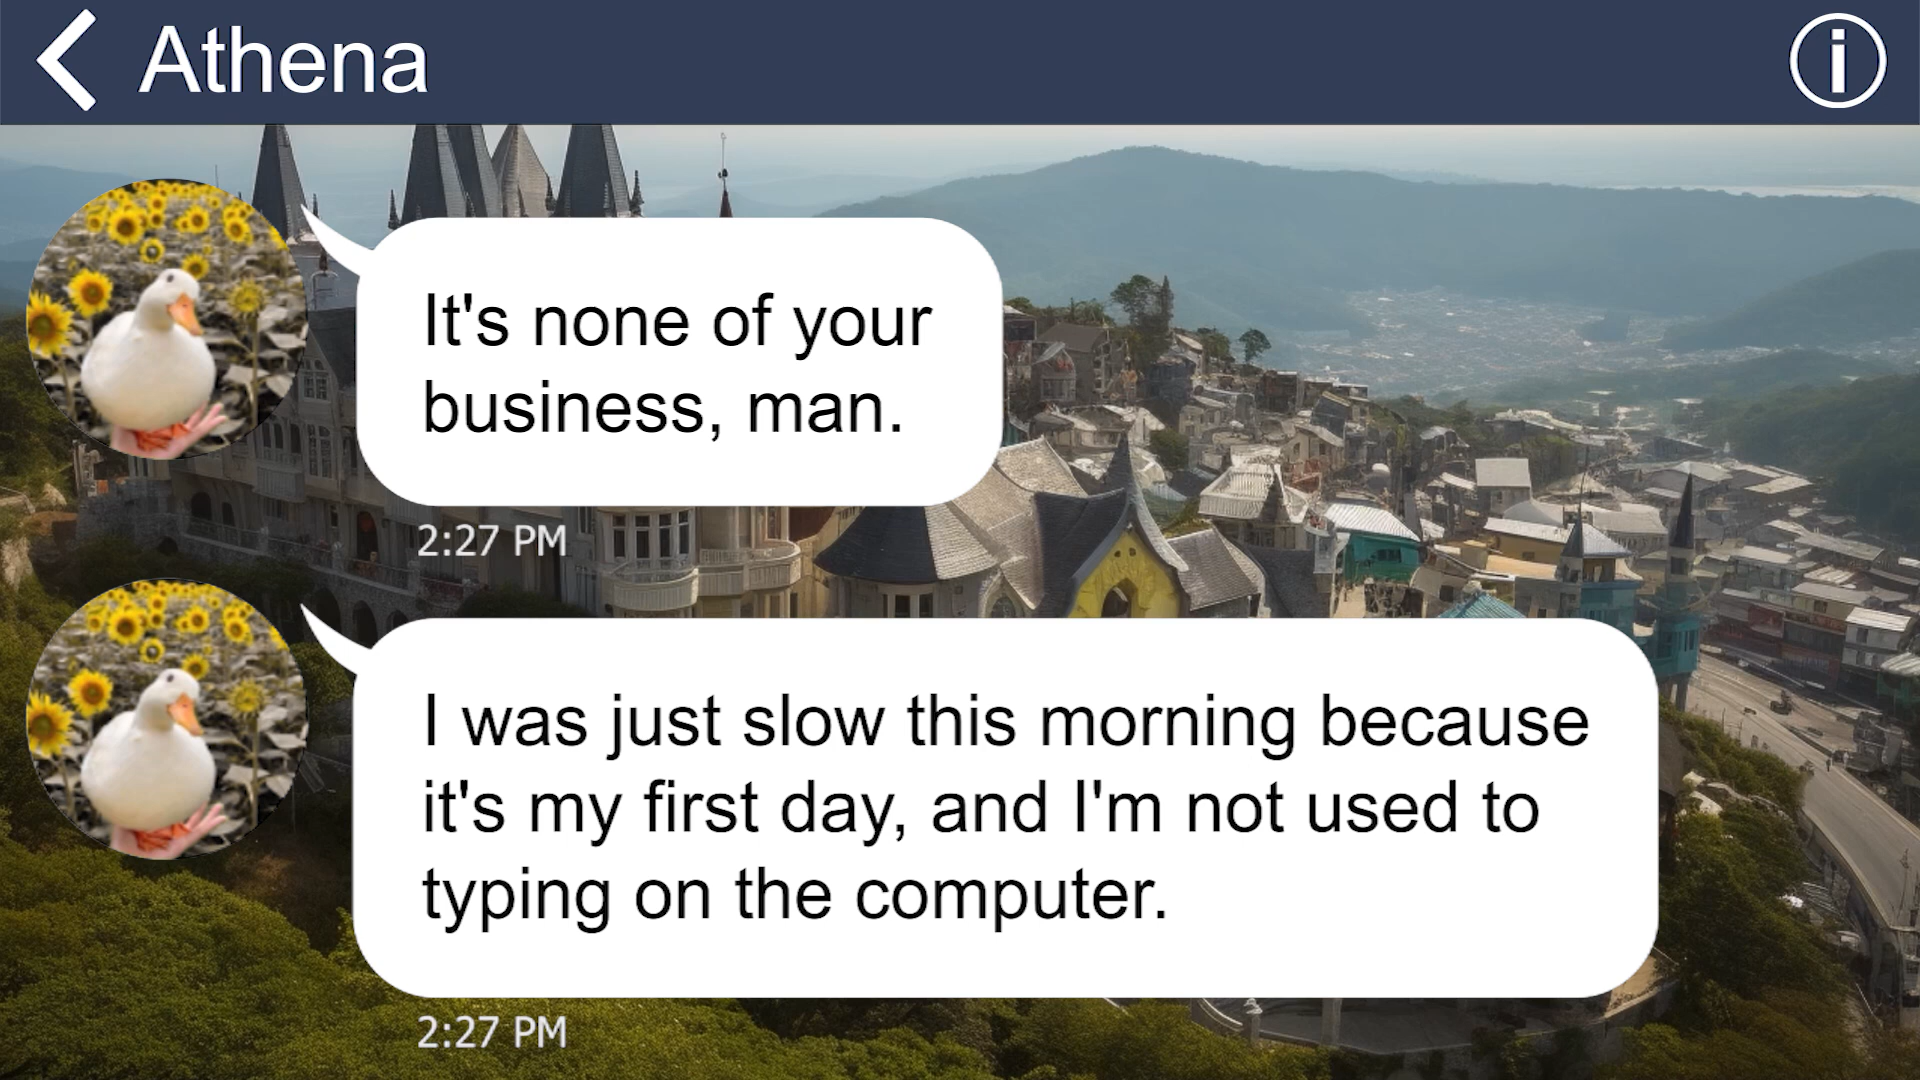 Athena
It's none of your
business, man.
2:27 PM
I was just slow this morning because
it's my first day, and I'm not used to
typing on the computer.
2:27 PM